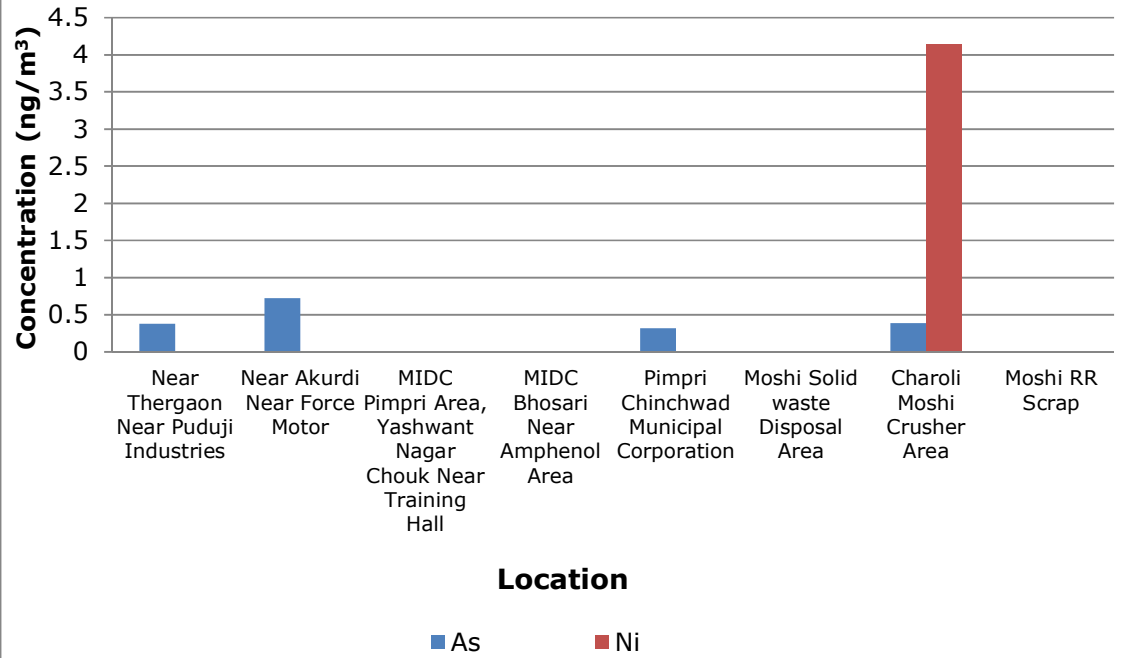 Concentration (ng/m³)
4.5
4
3.5
3
2.5
2
1.5
1
0.5
0
Near
Thergaon
Near Puduji
Industries
Near Akurdi
Near Force
Motor
MIDC
Pimpri Area,
Yashwant
Nagar
Chouk Near
Training
Hall
MIDC
Bhosari
Near
Amphenol
Area
Pimpri
Chinchwad
Municipal
Corporation
Moshi Solid
waste
Disposal
Area
Charoli
Moshi
Crusher
Area
Moshi RR
Scrap
Location
As
Ni